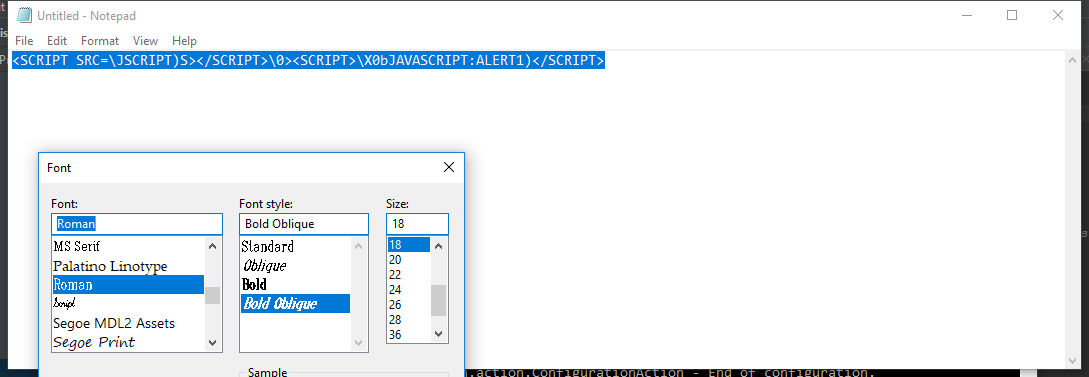 Untitled - Notepad
File Edit Format View Help
<SCRIPT SRC=\JSCRIPT)S></SCRIPT>\0><SCRIPT>\X0bJAVASCRIPT:ALERT1)</SCRIPT>
Font
Font: Font style: Size:
Roman Bold Oblique 18
MS Serif Standard 18
Palatino Linotype Oblique 20
Roman Bold 22
Script Bold Oblique 24
Segoe MDL2 Assets 26
Segoe Print 28
36
Sample
.action.ConfigurationAction - End of configuration.